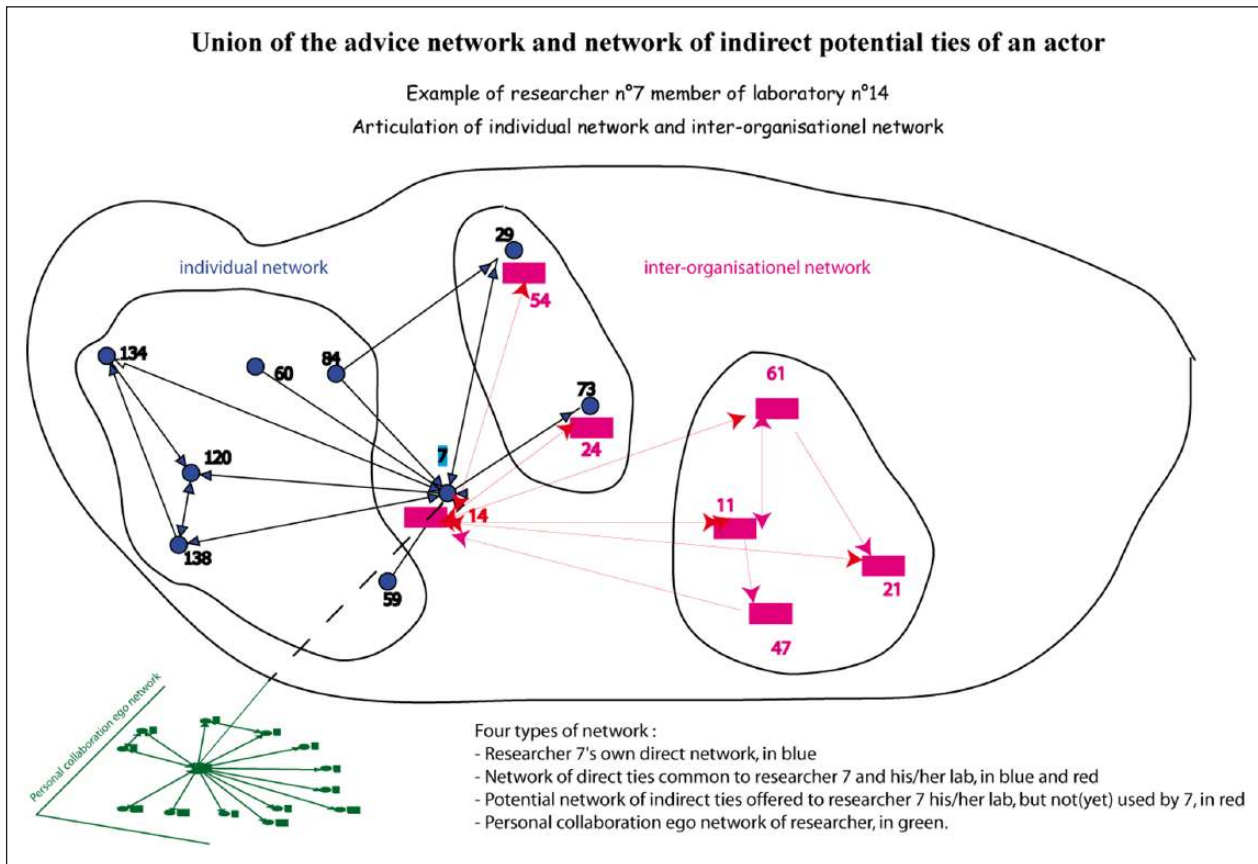 Union of the advice network and network of indirect potential ties of an actor
Example of researcher n°7 member of laboratory n°14
Articulation of individual network and inter-organisationel network
29
individual network
inter-organisationel network
54
134
60
84
73
61
24
120
7
14
11
138
59
21
47
Personal collaboration ego network
Four types of network :
- Researcher 7's own direct network, in blue
- Network of direct ties common to researcher 7 and his/her lab, in blue and red
- Potential network of indirect ties offered to researcher 7 his/her lab, but not(yet) used by 7, in red
- Personal collaboration ego network of researcher, in green.